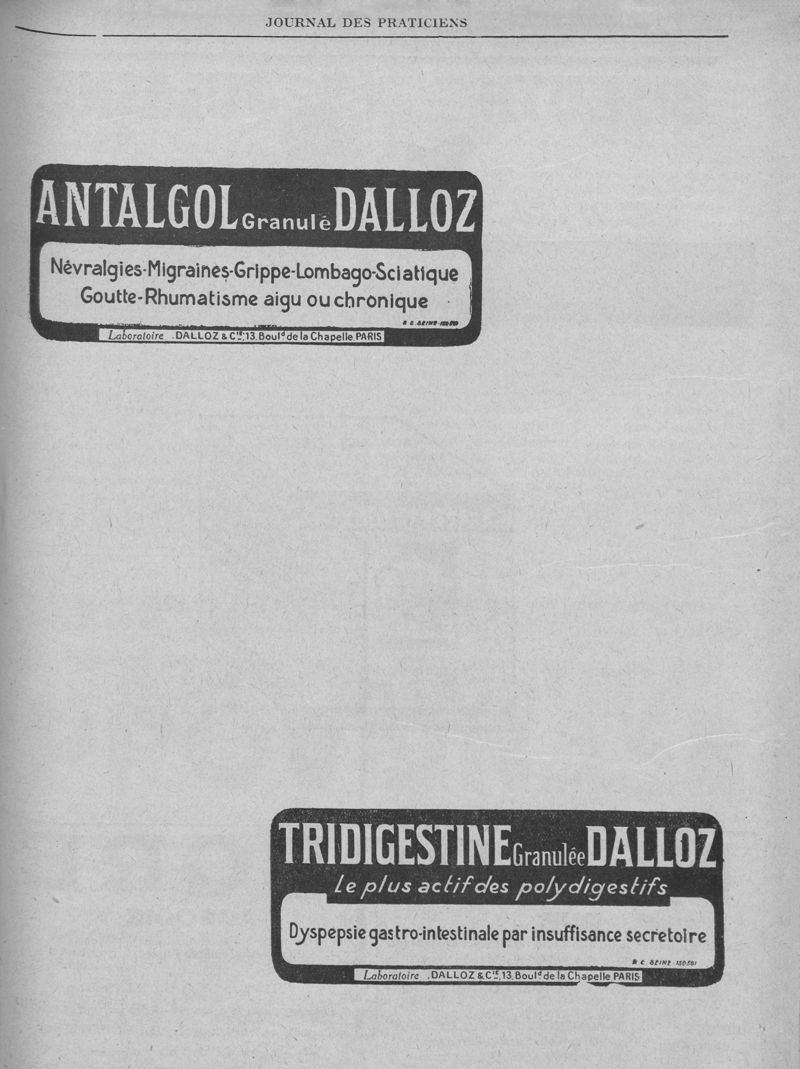 JOURNAL DES PRATICIENS
ANTALGOL Granulé DALLOZ
Névralgies-Migraines-Grippe-Lombago-Sciatique
Goutte-Rhumatisme aigu ou chronique
R C. SEINE
Laboratoire .DALLOZ & Cie, 13, Bould de la Chapelle PARIS
TRIDIGESTINE Granulée DALLOZ
Le plus actif des polydigestifs
Dyspepsie gastro-intestinale par insuffisance secretoire
R C. SEINE
Laboratoire .DALLOZ & Cie, 13, Bould de la Chapelle PARIS